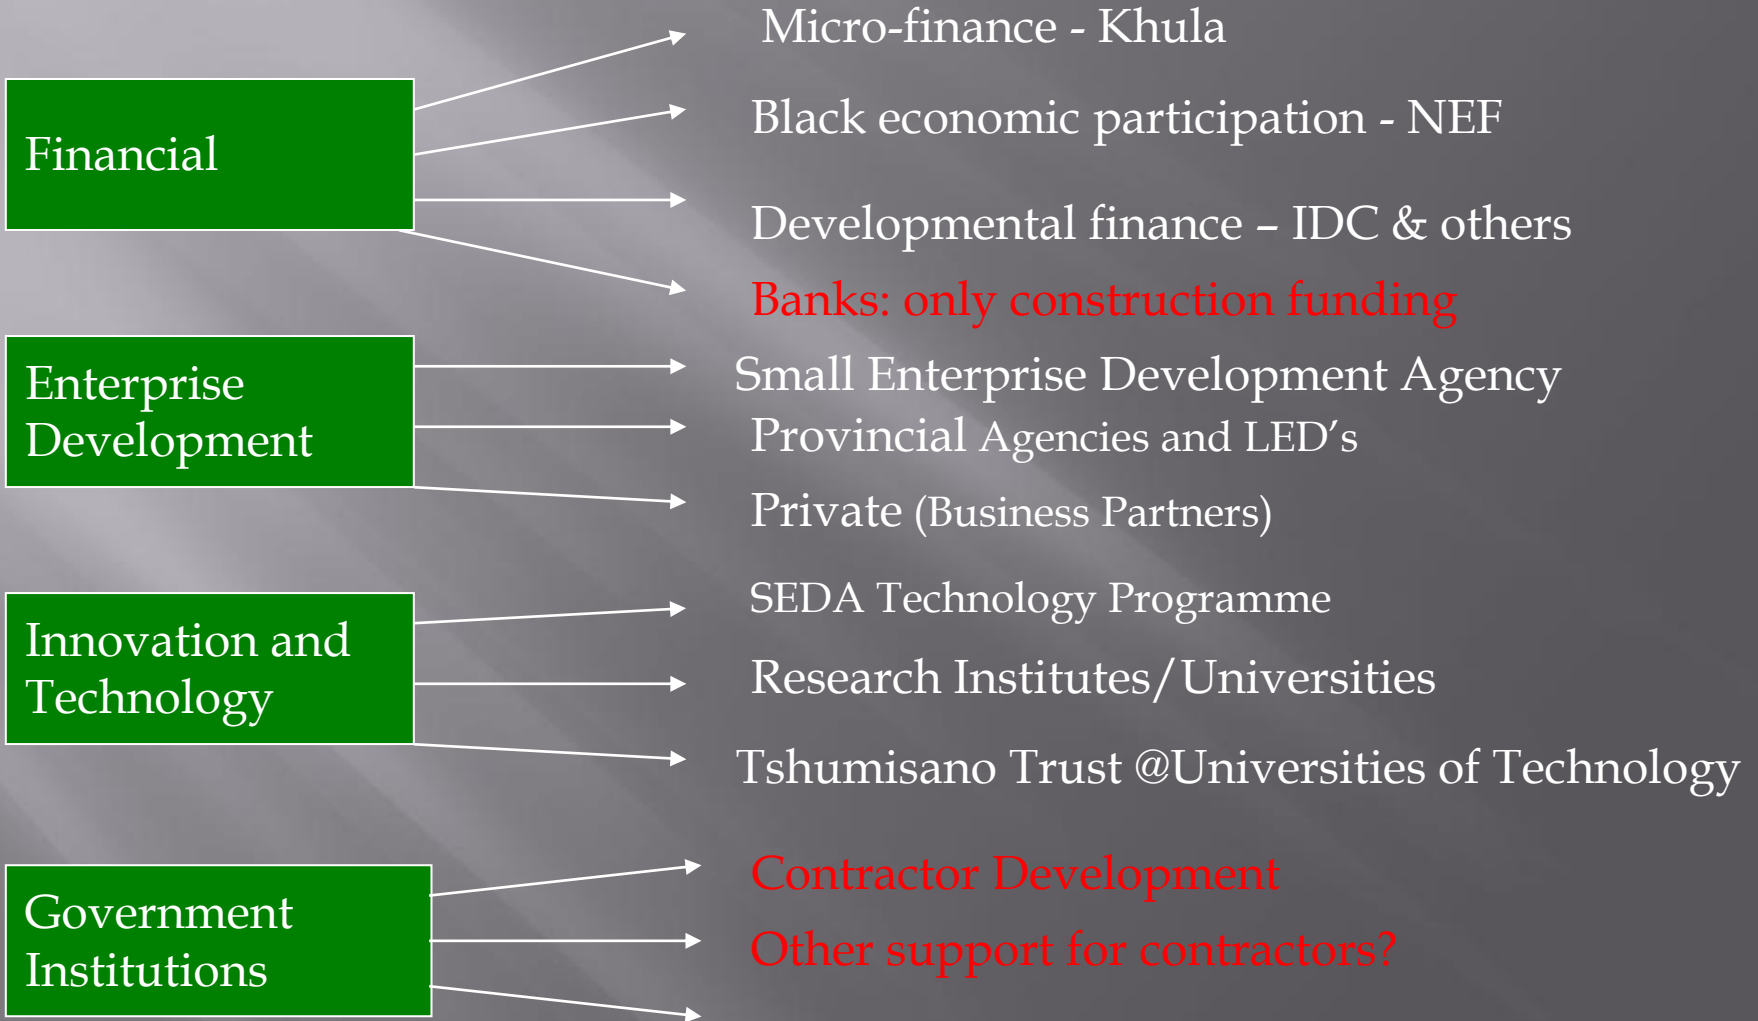 Micro-finance - Khula
Financial
Black economic participation - NEF
Developmental finance – IDC & others
Banks: only construction funding
Enterprise
Development
Small Enterprise Development Agency
Provincial Agencies and LED’s
Private (Business Partners)
Innovation and
Technology
SEDA Technology Programme
Research Institutes/Universities
Tshumisano Trust @Universities of Technology
Government
Institutions
Contractor Development
Other support for contractors?